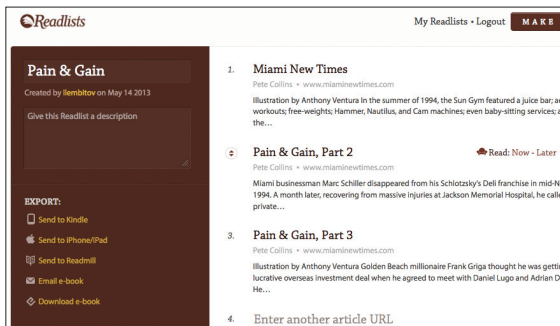 Readlists
My Readlists • Logout MAKE
Pain & Gain
Created by llembitov on May 14 2013
Give this Readlist a description
EXPORT:
Send to Kindle
Send to iPhone/iPad
Send to Readmill
Email e-book
Download e-book
1. Miami New Times
Pete Collins • www.miaminewtimes.com
Illustration by Anthony Ventura In the summer of 1994, the Sun Gym featured a juice bar;
workouts; free-weights; Hammer, Nautilus, and Cam machines; even baby-sitting services;
the…
Pain & Gain, Part 2
Read: Now - Later
Pete Collins • www.miaminewtimes.com
Miami businessman Marc Schiller disappeared from his Schlotzsky's Deli franchise in
1994. A month later, recovering from massive injuries at Jackson Memorial Hospital, he
private…
3. Pain & Gain, Part 3
Pete Collins • www.miaminewtimes.com
Illustration by Anthony Ventura Golden Beach millionaire Frank Griga thought he was
lucrative overseas investment deal when he agreed to meet with Daniel Lugo and Adrian
He…
4. Enter another article URL